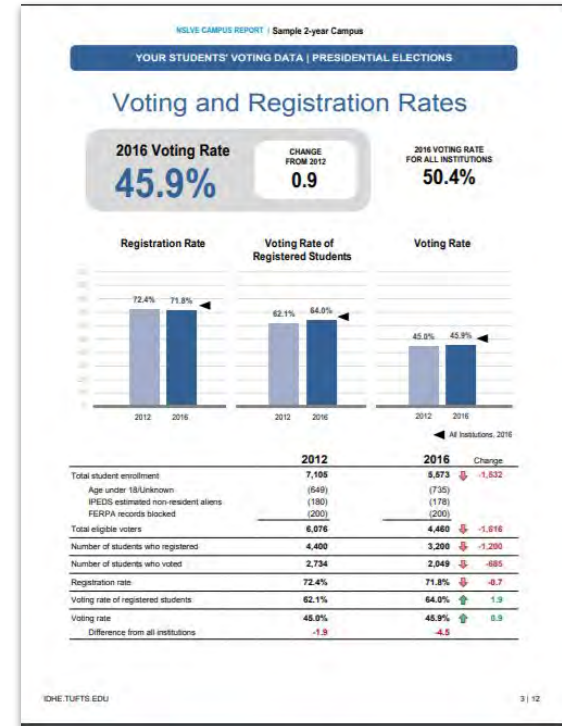 NSLVE CAMPUS REPORT | Sample 2-year Campus
YOUR STUDENTS' VOTING DATA | PRESIDENTIAL ELECTIONS
Voting and Registration Rates
2016 Voting Rate
45.9%
CHANGE
FROM 2012
0.9
2016 VOTING RATE
FOR ALL INSTITUTIONS
50.4%
Registration Rate
72.4% 71.8%
2012 2016
Voting Rate of
Registered Students
62.1% 64.0%
2012 2016
Voting Rate
45.0% 45.9%
2012 2016
All Institutions, 2016
2012 2016 Change
Total student enrollment 7,105 5,573 -1,532
Age under 18/Unknown (649) (735)
IPEDS estimated non-resident aliens (180) (178)
FERPA records blocked (200) (200)
Total eligible voters 6,076 4,460 -1,616
Number of students who registered 4,400 3,200 -1,200
Number of students who voted 2,734 2,049 -685
Registration rate 72.4% 71.8% -0.7
Voting rate of registered students 62.1% 64.0% 1.9
Voting rate 45.0% 45.9% 0.9
Difference from all institutions -1.9 -4.5
IDHE.TUFTS.EDU 3 | 12